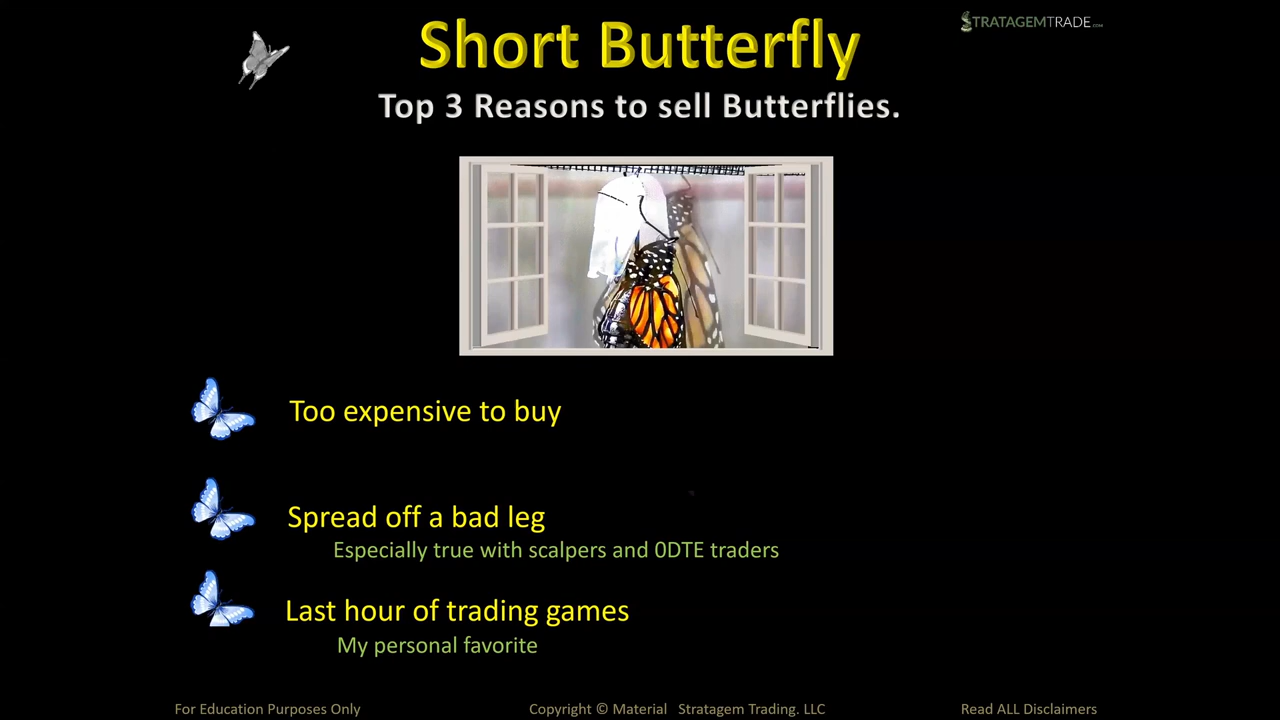 Short Butterfly
STRATAGEMTRADE.COM
Top 3 Reasons to sell Butterflies.
Too expensive to buy
Spread off a bad leg
Especially true with scalpers and 0DTE traders
Last hour of trading games
My personal favorite
For Education Purposes Only
Copyright © Material Stratagem Trading. LLC
Read ALL Disclaimers